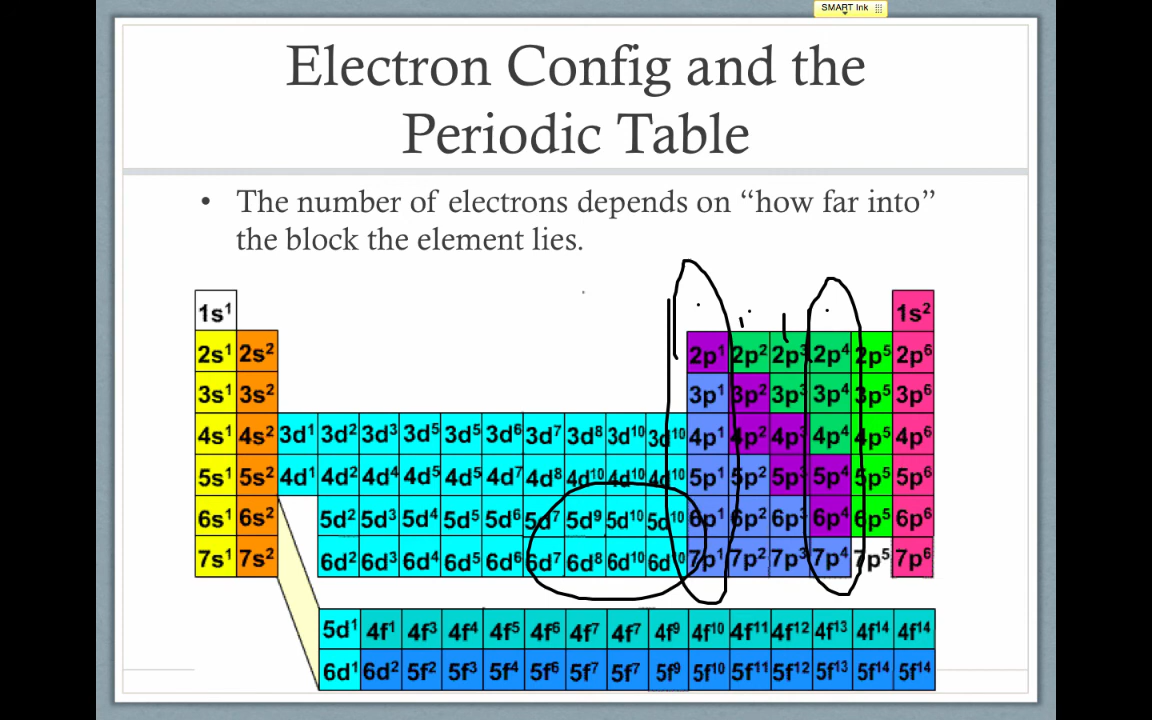 SMART Ink
Electron Config and the
Periodic Table
• The number of electrons depends on “how far into”
the block the element lies.
1s¹ 1s²
2s¹ 2s² 2p¹ 2p² 2p³ 2p⁴ 2p⁵ 2p⁶
3s¹ 3s² 3p¹ 3p² 3p³ 3p⁴ 3p⁵ 3p⁶
4s¹ 4s² 3d¹ 3d² 3d³ 3d⁵ 3d⁵ 3d⁶ 3d⁷ 3d⁸ 3d¹⁰ 3d¹⁰ 4p¹ 4p² 4p³ 4p⁴ 4p⁵ 4p⁶
5s¹ 5s² 4d¹ 4d² 4d⁴ 4d⁵ 4d⁵ 4d⁷ 4d⁸ 4d¹⁰ 4d¹⁰ 4d¹⁰ 5p¹ 5p² 5p³ 5p⁴ 5p⁵ 5p⁶
6s¹ 6s² 5d² 5d³ 5d⁴ 5d⁵ 5d⁶ 5d⁷ 5d⁹ 5d¹⁰ 5d¹⁰ 6p¹ 6p² 6p³ 6p⁴ 6p⁵ 6p⁶
7s¹ 7s² 6d² 6d³ 6d⁴ 6d⁵ 6d⁶ 6d⁷ 6d⁸ 6d¹⁰ 6d¹⁰ 7p¹ 7p² 7p³ 7p⁴ 7p⁵ 7p⁶
5d¹ 4f¹ 4f³ 4f⁴ 4f⁵ 4f⁶ 4f⁷ 4f⁷ 4f⁹ 4f¹⁰ 4f¹¹ 4f¹² 4f¹³ 4f¹⁴ 4f¹⁴
6d¹ 6d² 5f² 5f³ 5f⁴ 5f⁶ 5f⁷ 5f⁷ 5f⁹ 5f¹⁰ 5f¹¹ 5f¹² 5f¹³ 5f¹⁴ 5f¹⁴